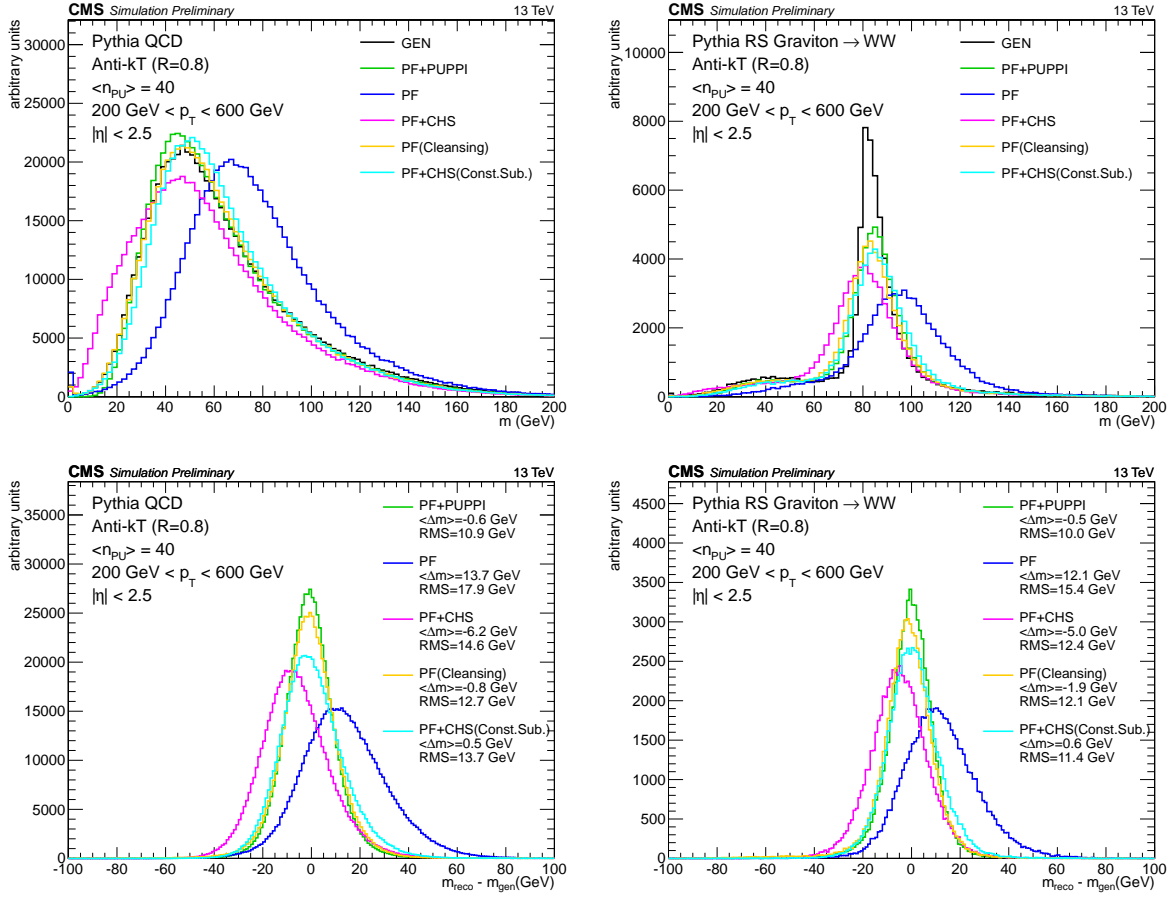 CMS Simulation Preliminary 13 TeV
arbitrary units
30000
25000
20000
15000
10000
5000
0
Pythia QCD
Anti-kT (R=0.8)
<n_PU> = 40
200 GeV < p_T < 600 GeV
|η| < 2.5
GEN
PF+PUPPI
PF
PF+CHS
PF(Cleansing)
PF+CHS(Const.Sub.)
0 20 40 60 80 100 120 140 160 180 200
m (GeV)
CMS Simulation Preliminary 13 TeV
arbitrary units
10000
8000
6000
4000
2000
0
Pythia RS Graviton → WW
Anti-kT (R=0.8)
<n_PU> = 40
200 GeV < p_T < 600 GeV
|η| < 2.5
GEN
PF+PUPPI
PF
PF+CHS
PF(Cleansing)
PF+CHS(Const.Sub.)
0 20 40 60 80 100 120 140 160 180 200
m (GeV)
CMS Simulation Preliminary 13 TeV
arbitrary units
35000
30000
25000
20000
15000
10000
5000
0
Pythia QCD
Anti-kT (R=0.8)
<n_PU> = 40
200 GeV < p_T < 600 GeV
|η| < 2.5
PF+PUPPI
<Δm>=-0.6 GeV
RMS=10.9 GeV
PF
<Δm>=13.7 GeV
RMS=17.9 GeV
PF+CHS
<Δm>=-6.2 GeV
RMS=14.6 GeV
PF(Cleansing)
<Δm>=-0.8 GeV
RMS=12.7 GeV
PF+CHS(Const.Sub.)
<Δm>=0.5 GeV
RMS=13.7 GeV
-100 -80 -60 -40 -20 0 20 40 60 80 100
m_reco - m_gen(GeV)
CMS Simulation Preliminary 13 TeV
arbitrary units
4500
4000
3500
3000
2500
2000
1500
1000
500
0
Pythia RS Graviton → WW
Anti-kT (R=0.8)
<n_PU> = 40
200 GeV < p_T < 600 GeV
|η| < 2.5
PF+PUPPI
<Δm>=-0.5 GeV
RMS=10.0 GeV
PF
<Δm>=12.1 GeV
RMS=15.4 GeV
PF+CHS
<Δm>=-5.0 GeV
RMS=12.4 GeV
PF(Cleansing)
<Δm>=-1.9 GeV
RMS=12.1 GeV
PF+CHS(Const.Sub.)
<Δm>=0.6 GeV
RMS=11.4 GeV
-100 -80 -60 -40 -20 0 20 40 60 80 100
m_reco - m_gen(GeV)